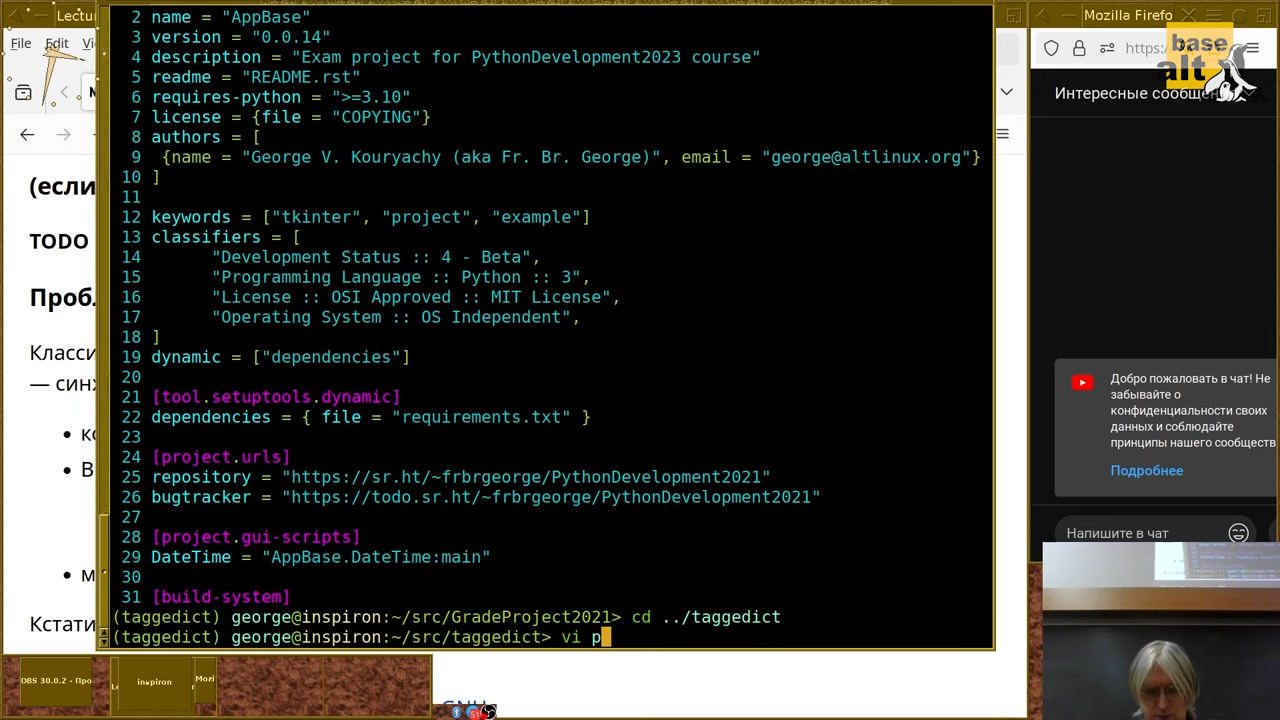 Lectu
File Edit Vi
(если
TODO
Пробл
Класси
— синх
кс
В
м
Кстати
2 name = "AppBase"
3 version = "0.0.14"
4 description = "Exam project for PythonDevelopment2023 course"
5 readme = "README.rst"
6 requires-python = ">=3.10"
7 license = {file = "COPYING"}
8 authors = [
9 {name = "George V. Kouryachy (aka Fr. Br. George)", email = "george@altlinux.org"}
10 ]
11
12 keywords = ["tkinter", "project", "example"]
13 classifiers = [
14 "Development Status :: 4 - Beta",
15 "Programming Language :: Python :: 3",
16 "License :: OSI Approved :: MIT License",
17 "Operating System :: OS Independent",
18 ]
19 dynamic = ["dependencies"]
20
21 [tool.setuptools.dynamic]
22 dependencies = { file = "requirements.txt" }
23
24 [project.urls]
25 repository = "https://sr.ht/~frbrgeorge/PythonDevelopment2021"
26 bugtracker = "https://todo.sr.ht/~frbrgeorge/PythonDevelopment2021"
27
28 [project.gui-scripts]
29 DateTime = "AppBase.DateTime:main"
30
31 [build-system]
(taggedict) george@inspiron:~/src/GradeProject2021> cd ../taggedict
(taggedict) george@inspiron:~/src/taggedict> vi p
Mozilla Firefo
https:/
base
alt
Интересные сообщен
Добро пожаловать в чат! Не
забывайте о
конфиденциальности своих
данных и соблюдайте
принципы нашего сообществ
Подробнее
Напишите в чат
OBS 30.0.2 - Про
inspiron
Mozi
51